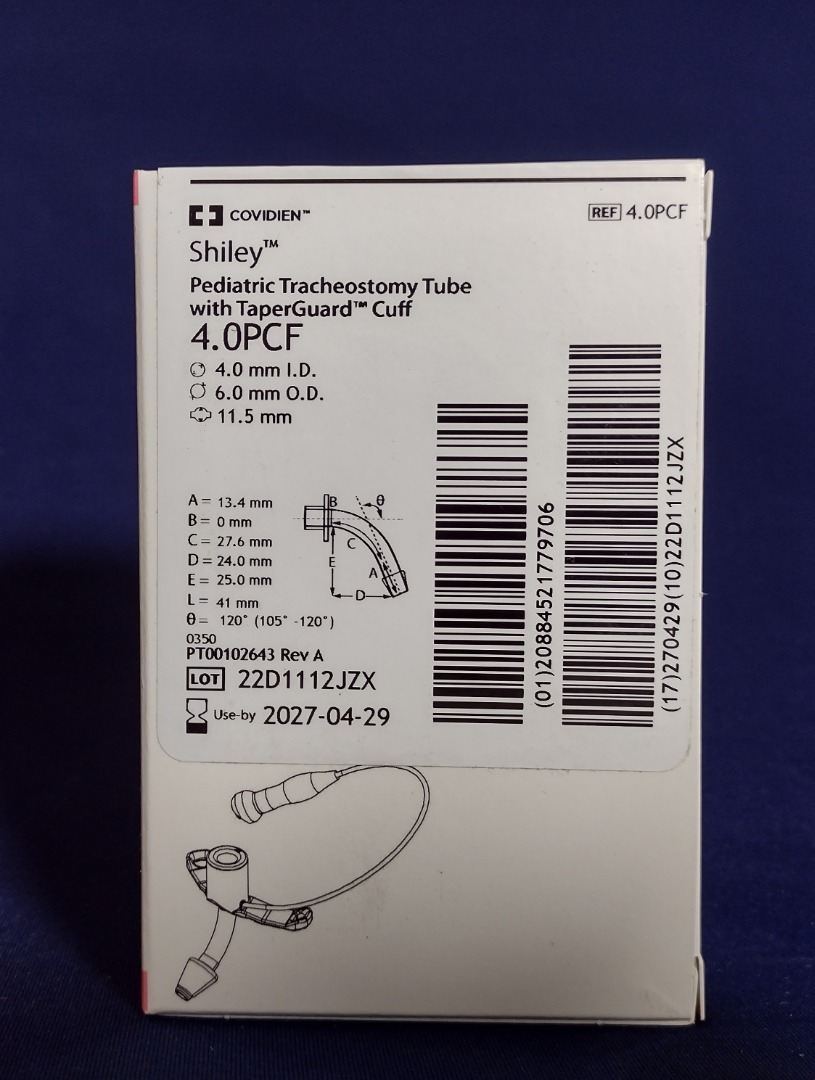 COVIDIEN™
REF 4.0PCF
Shiley™
Pediatric Tracheostomy Tube
with TaperGuard™ Cuff
4.0PCF
4.0 mm I.D.
6.0 mm O.D.
11.5 mm
A = 13.4 mm
B = 0 mm
C = 27.6 mm
D = 24.0 mm
E = 25.0 mm
L = 41 mm
θ = 120° (105° -120°)
B
θ
C
E
A
D
0350
PT00102643 Rev A
LOT 22D1112JZX
Use-by 2027-04-29
(01)20884521779706
(17)270429(10)22D1112JZX